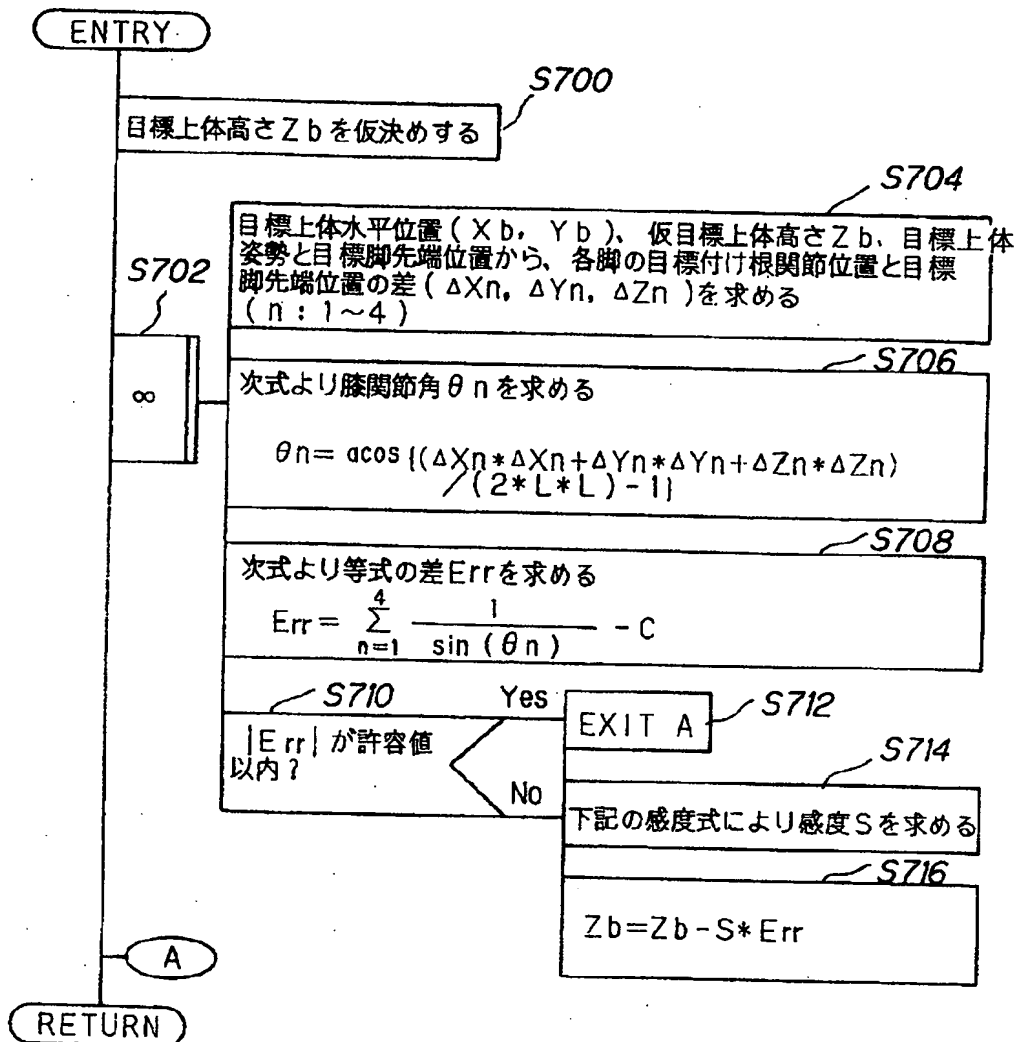 ENTRY
S700
目標上体高さZbを仮決めする
S704
目標上体水平位置(Xb, Yb)、仮目標上体高さZb、目標上体
姿勢と目標脚先端位置から、各脚の目標付け根関節位置と目標
脚先端位置の差(ΔXn, ΔYn, ΔZn)を求める
(n:1~4)
S702
∞
S706
次式より膝関節角θnを求める
θn= acos{(ΔXn*ΔXn+ΔYn*ΔYn+ΔZn*ΔZn)
/(2*L*L)-1}
S708
次式より等式の差Errを求める
Err= 4∑n=1 1/sin(θn) - C
S710
|Err|が許容値
以内?
Yes
EXIT A
S712
No
S714
下記の感度式により感度Sを求める
S716
Zb=Zb-S*Err
A
RETURN